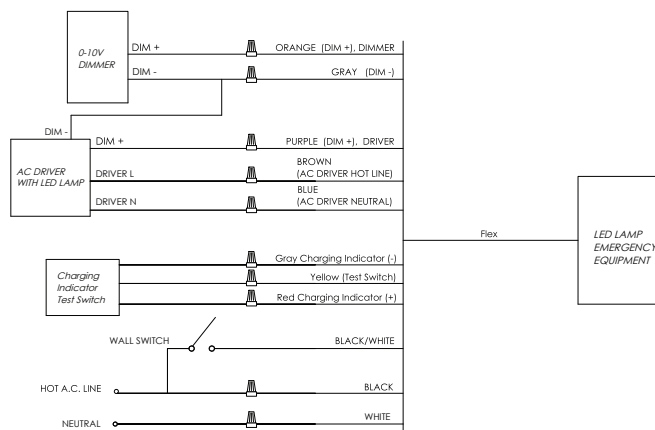 0-10V
DIMMER
DIM +
ORANGE (DIM +), DIMMER
DIM -
GRAY (DIM -)
DIM -
DIM +
PURPLE (DIM +), DRIVER
AC DRIVER
WITH LED LAMP
DRIVER L
BROWN
(AC DRIVER HOT LINE)
DRIVER N
BLUE
(AC DRIVER NEUTRAL)
Flex
LED LAMP
EMERGENCY
EQUIPMENT
Charging
Indicator
Test Switch
Gray Charging Indicator (-)
Yellow (Test Switch)
Red Charging Indicator (+)
WALL SWITCH
BLACK/WHITE
HOT A.C. LINE
BLACK
NEUTRAL
WHITE